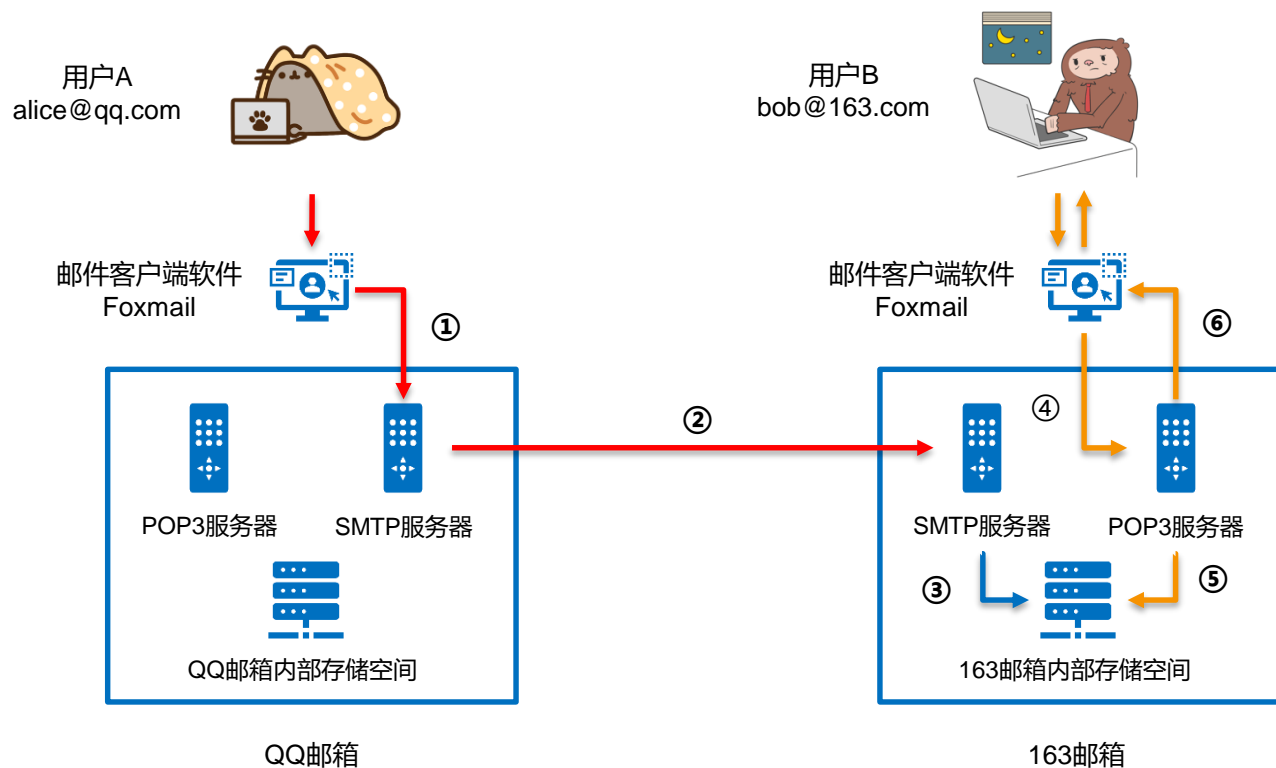 用户A
alice@qq.com
用户B
bob@163.com
邮件客户端软件
Foxmail
邮件客户端软件
Foxmail
①
⑥
②
④
POP3服务器
SMTP服务器
SMTP服务器
POP3服务器
③
⑤
QQ邮箱内部存储空间
163邮箱内部存储空间
QQ邮箱
163邮箱